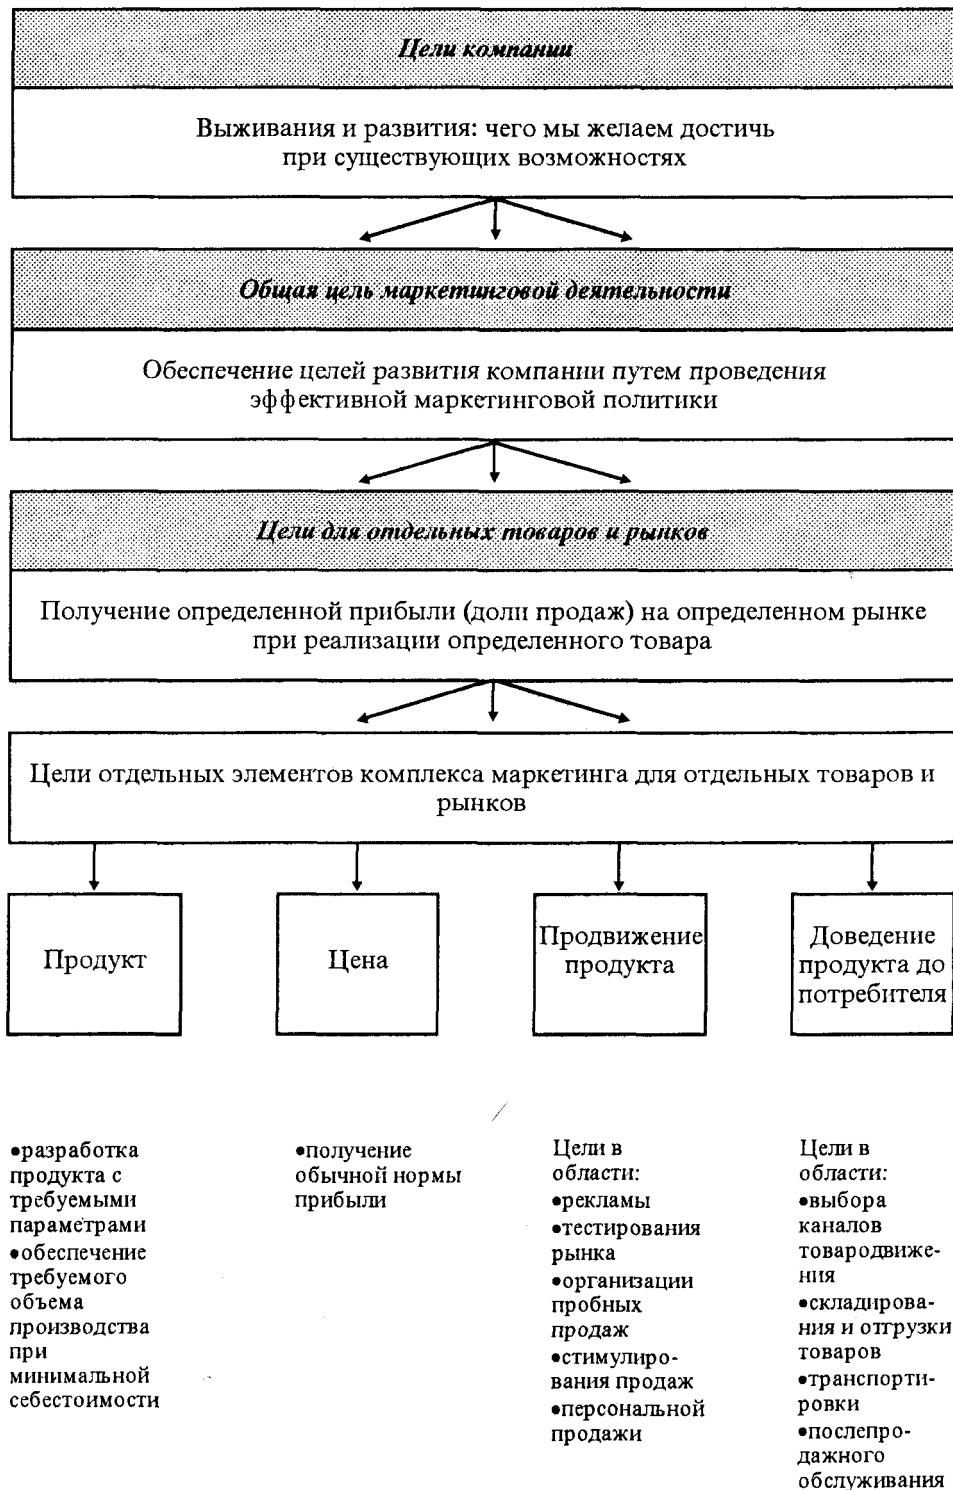 Цели компании
Выживания и развития: чего мы желаем достичь
при существующих возможностях
Общая цель маркетинговой деятельности
Обеспечение целей развития компании путем проведения
эффективной маркетинговой политики
Цели для отдельных товаров и рынков
Получение определенной прибыли (доли продаж) на определенном рынке
при реализации определенного товара
Цели отдельных элементов комплекса маркетинга для отдельных товаров и
рынков
Продукт
Цена
Продвижение
продукта
Доведение
продукта до
потребителя
•разработка
продукта с
требуемыми
параметрами
•обеспечение
требуемого
объема
производства
при
минимальной
себестоимости
•получение
обычной нормы
прибыли
Цели в
области:
•рекламы
•тестирования
рынка
•организации
пробных
продаж
•стимулиро-
вания продаж
•персональной
продажи
Цели в
области:
•выбора
каналов
товародвиже-
ния
•складирова-
ния и отгрузки
товаров
•транспорти-
ровки
•послепро-
дажного
обслуживания